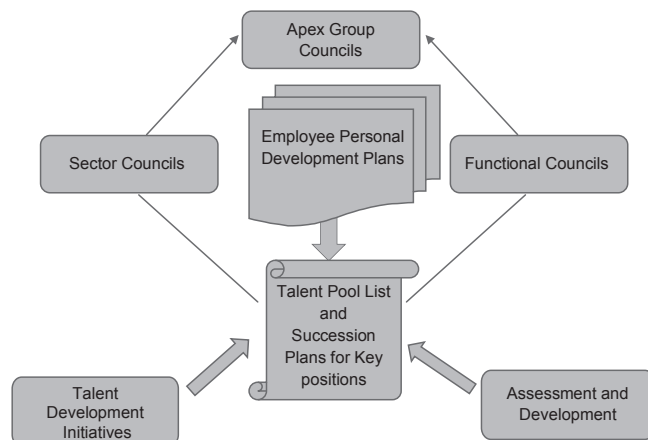 Apex Group
Councils
Employee Personal
Development Plans
Sector Councils
Functional Councils
Talent Pool List
and
Succession
Plans for Key
positions
Talent
Development
Initiatives
Assessment and
Development